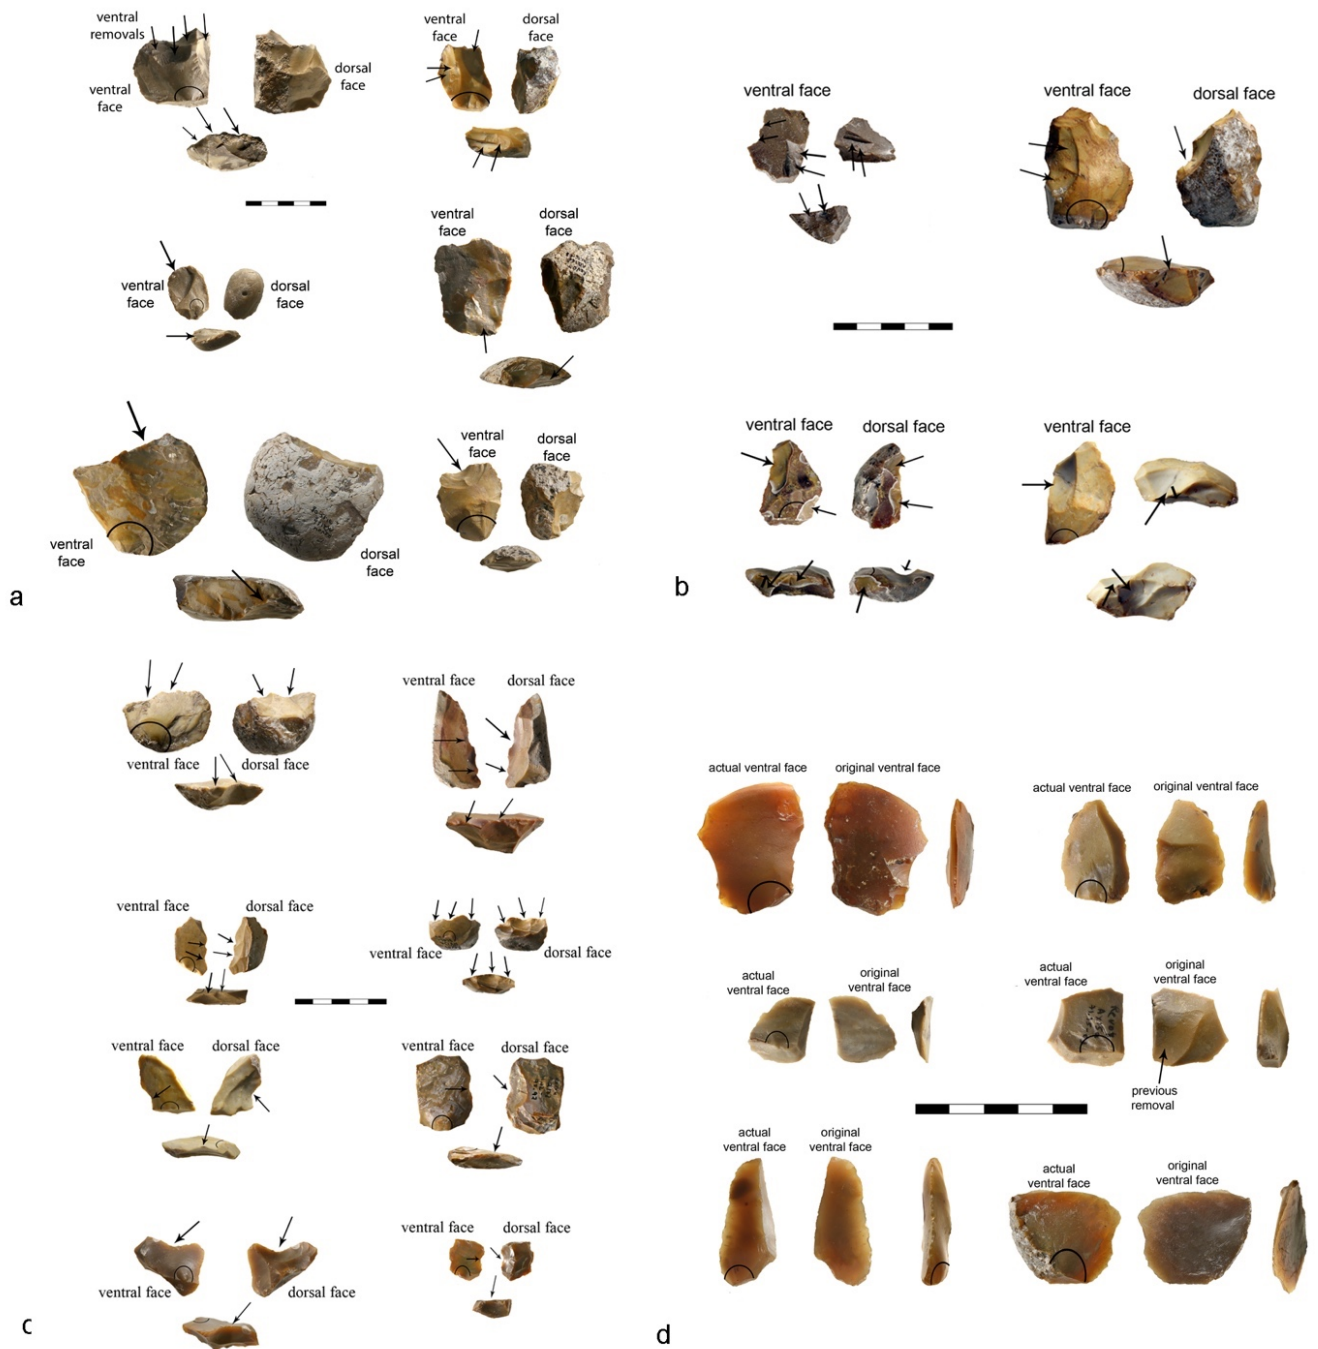 ventral
removals
ventral
face
dorsal
face
ventral
face
dorsal
face
ventral
face
dorsal
face
ventral
face
dorsal
face
ventral
face
dorsal
face
ventral
face
dorsal
face
a
ventral face
ventral face
dorsal face
ventral face
dorsal face
ventral face
b
ventral face
dorsal face
ventral face
dorsal face
ventral face
dorsal face
ventral face
dorsal face
ventral face
dorsal face
ventral face
dorsal face
ventral face
dorsal face
ventral face
dorsal face
c
actual ventral face
original ventral face
actual ventral face
original ventral face
actual
ventral face
original
ventral face
actual
ventral face
original
ventral face
previous
removal
actual
ventral face
original
ventral face
actual
ventral face
original
ventral face
d